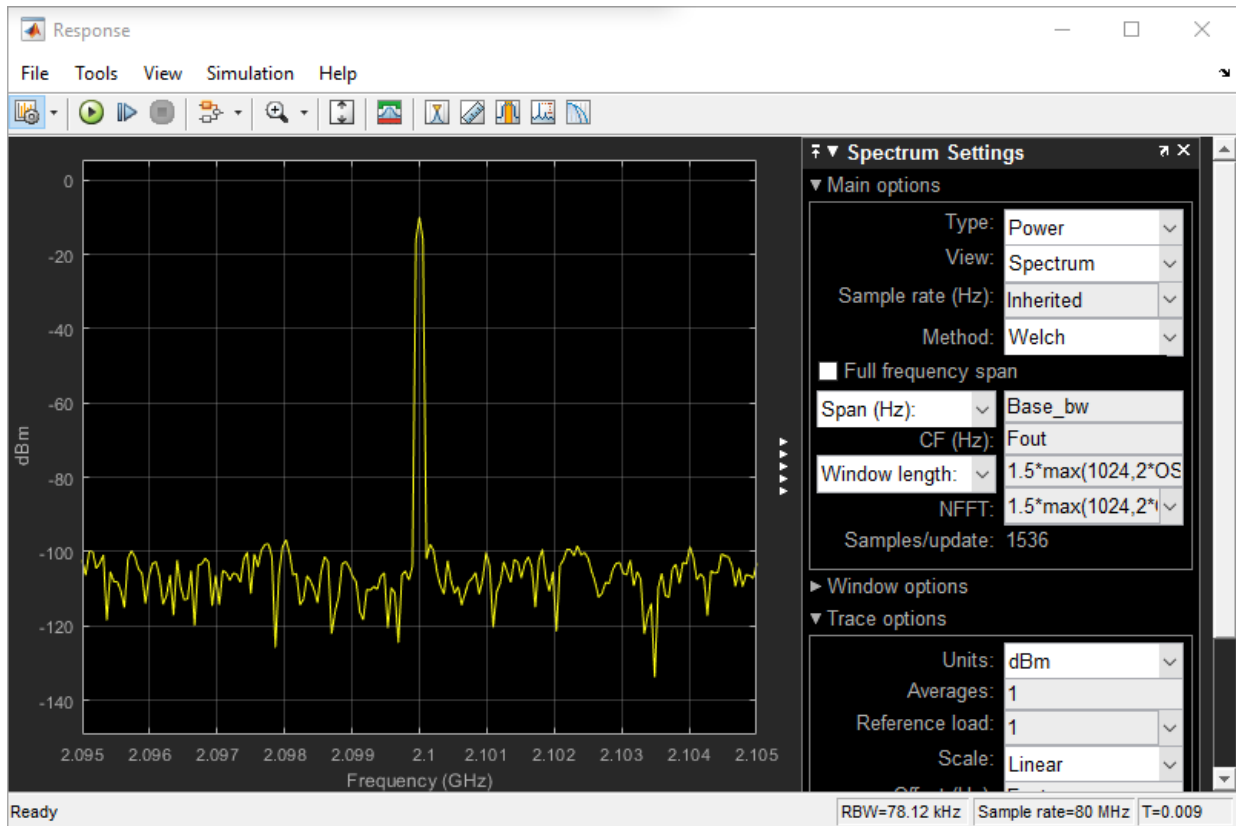 Response
File Tools View Simulation Help
0
-20
-40
-60
-80
-100
-120
-140
dBm
2.095 2.096 2.097 2.098 2.099 2.1 2.101 2.102 2.103 2.104 2.105
Frequency (GHz)
Spectrum Settings
Main options
Type: Power
View: Spectrum
Sample rate (Hz): Inherited
Method: Welch
Full frequency span
Span (Hz): Base_bw
CF (Hz): Fout
Window length: 1.5*max(1024,2*OS
NFFT: 1.5*max(1024,2*
Samples/update: 1536
Window options
Trace options
Units: dBm
Averages: 1
Reference load: 1
Scale: Linear
Ready RBW=78.12 kHz Sample rate=80 MHz T=0.009